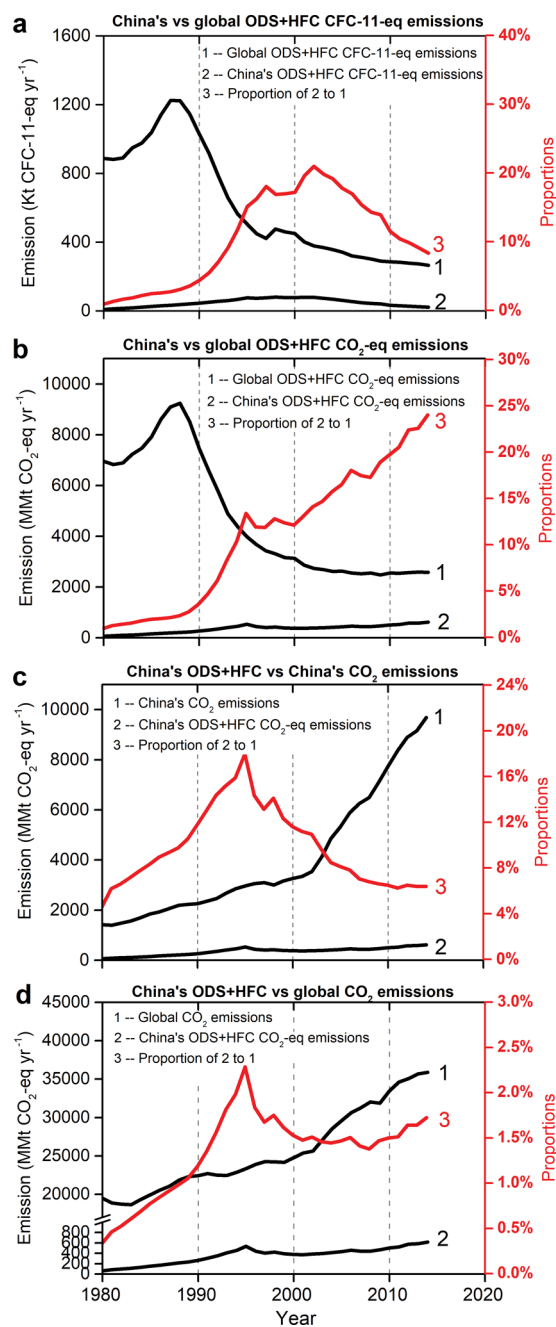 a
China's vs global ODS+HFC CFC-11-eq emissions
1 -- Global ODS+HFC CFC-11-eq emissions
2 -- China's ODS+HFC CFC-11-eq emissions
3 -- Proportion of 2 to 1
Emission (Kt CFC-11-eq yr⁻¹)
1600
1200
800
400
0
40%
30%
20%
10%
0%
Proportions
3
1
2
b
China's vs global ODS+HFC CO₂-eq emissions
1 -- Global ODS+HFC CO₂-eq emissions
2 -- China's ODS+HFC CO₂-eq emissions
3 -- Proportion of 2 to 1
Emission (MMt CO₂-eq yr⁻¹)
10000
8000
6000
4000
2000
0
30%
25%
20%
15%
10%
5%
0%
Proportions
3
1
2
c
China's ODS+HFC vs China's CO₂ emissions
1 -- China's CO₂ emissions
2 -- China's ODS+HFC CO₂-eq emissions
3 -- Proportion of 2 to 1
Emission (MMt CO₂-eq yr⁻¹)
10000
8000
6000
4000
2000
0
24%
20%
16%
12%
8%
4%
0%
Proportions
1
3
2
d
China's ODS+HFC vs global CO₂ emissions
1 -- Global CO₂ emissions
2 -- China's ODS+HFC CO₂-eq emissions
3 -- Proportion of 2 to 1
Emission (MMt CO₂-eq yr⁻¹)
45000
40000
35000
30000
25000
20000
800
600
400
200
0
3.0%
2.5%
2.0%
1.5%
1.0%
0.5%
0.0%
Proportions
1
3
2
1980
1990
2000
2010
2020
Year